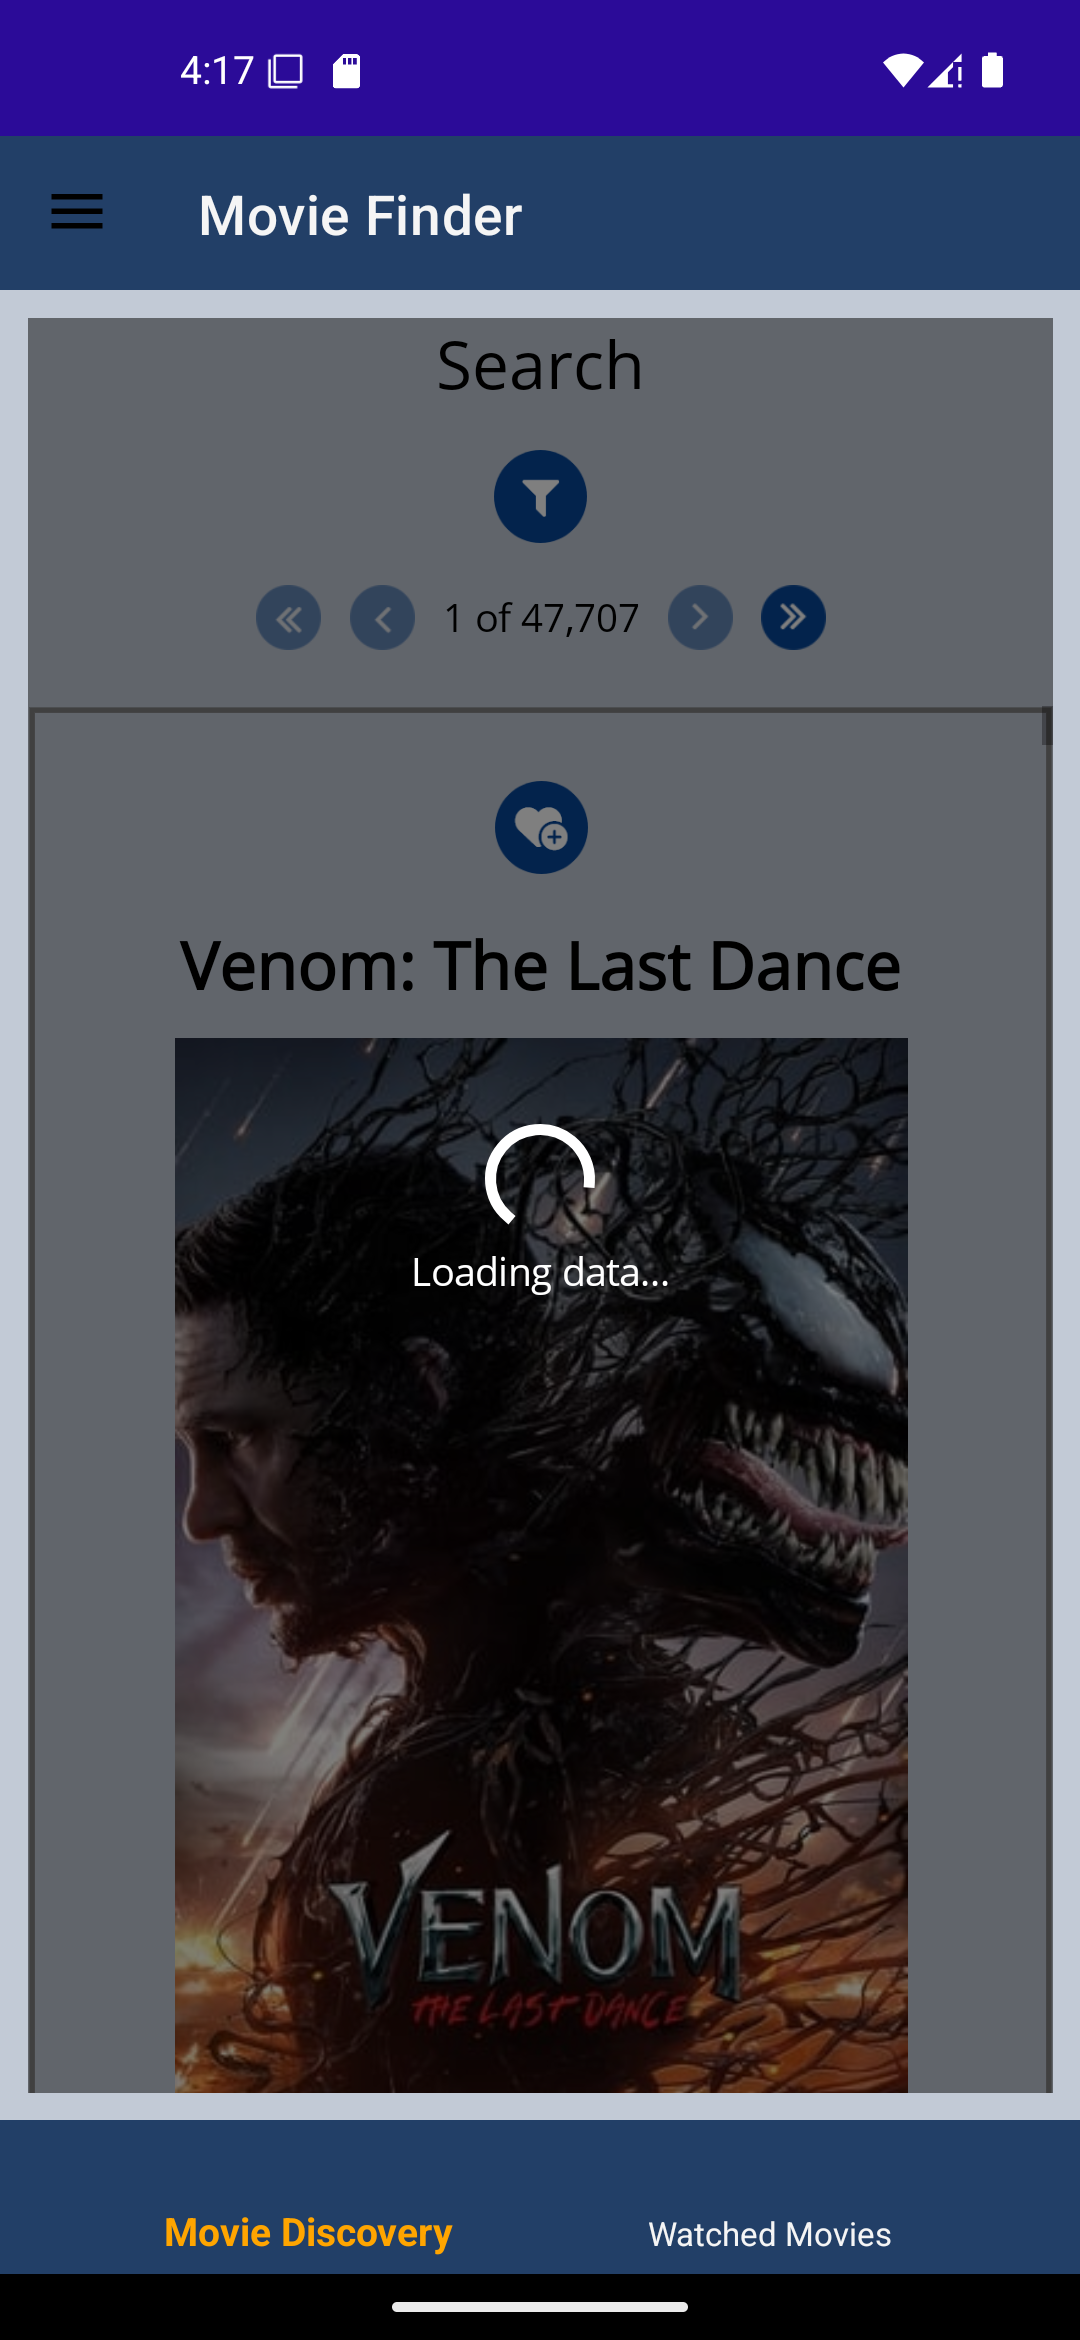 4:17
Movie Finder
Search
1 of 47,707
Venom: The Last Dance
Loading data...
VENOM
THE LAST DANCE
Movie Discovery
Watched Movies